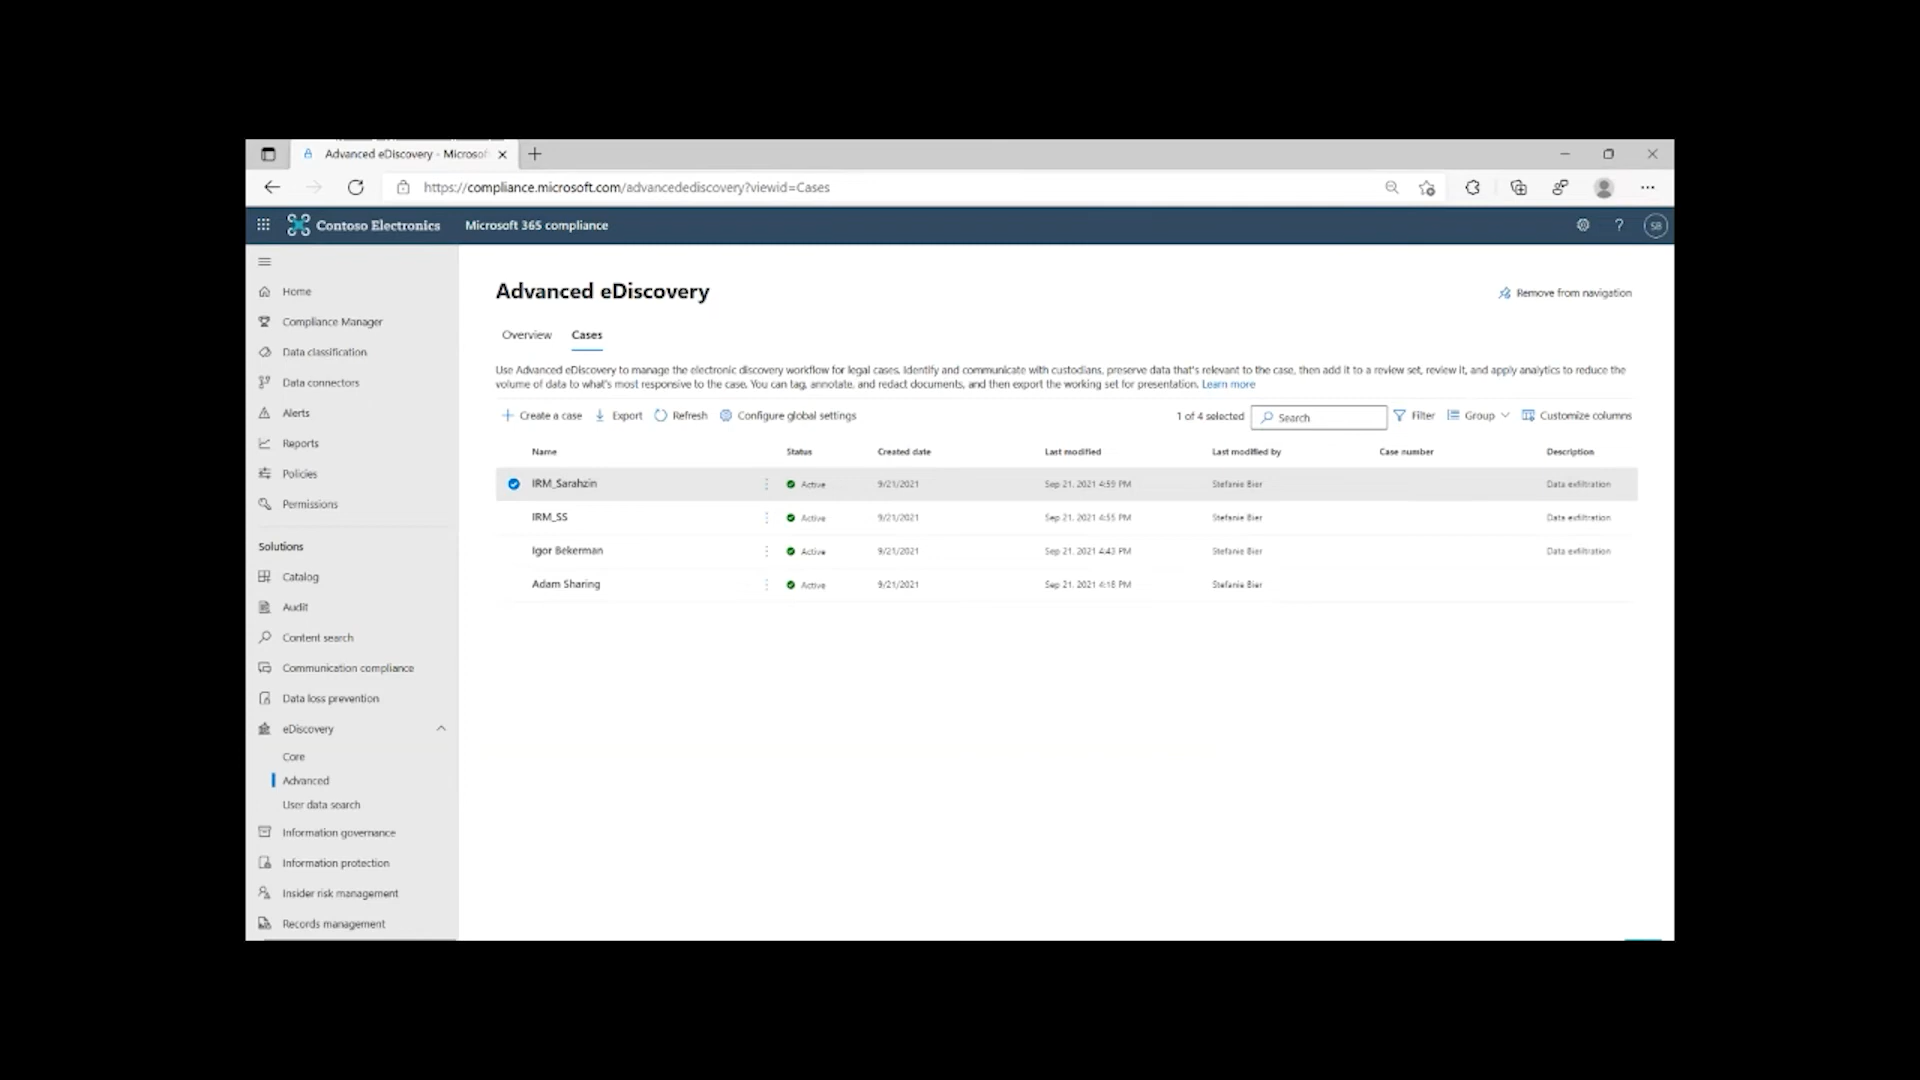 Advanced eDiscovery - Microsof
https://compliance.microsoft.com/advancedediscovery?viewid=Cases
Contoso Electronics Microsoft 365 compliance ? SB
Home
Compliance Manager
Data classification
Data connectors
Alerts
Reports
Policies
Permissions
Solutions
Catalog
Audit
Content search
Communication compliance
Data loss prevention
eDiscovery
Core
Advanced
User data search
Information governance
Information protection
Insider risk management
Records management
Advanced eDiscovery
Remove from navigation
Overview Cases
Use Advanced eDiscovery to manage the electronic discovery workflow for legal cases. Identify and communicate with custodians, preserve data that's relevant to the case, then add it to a review set, review it, and apply analytics to reduce the
volume of data to what's most responsive to the case. You can tag, annotate, and redact documents, and then export the working set for presentation. Learn more
Create a case Export Refresh Configure global settings 1 of 4 selected Search Filter Group Customize columns
Name Status Created date Last modified Last modified by Case number Description
IRM_Sarahzin Active 9/21/2021 Sep 21, 2021 4:59 PM Stefanie Bier Data exfiltration
IRM_SS Active 9/21/2021 Sep 21, 2021 4:55 PM Stefanie Bier Data exfiltration
Igor Bekerman Active 9/21/2021 Sep 21, 2021 4:43 PM Stefanie Bier Data exfiltration
Adam Sharing Active 9/21/2021 Sep 21, 2021 4:18 PM Stefanie Bier